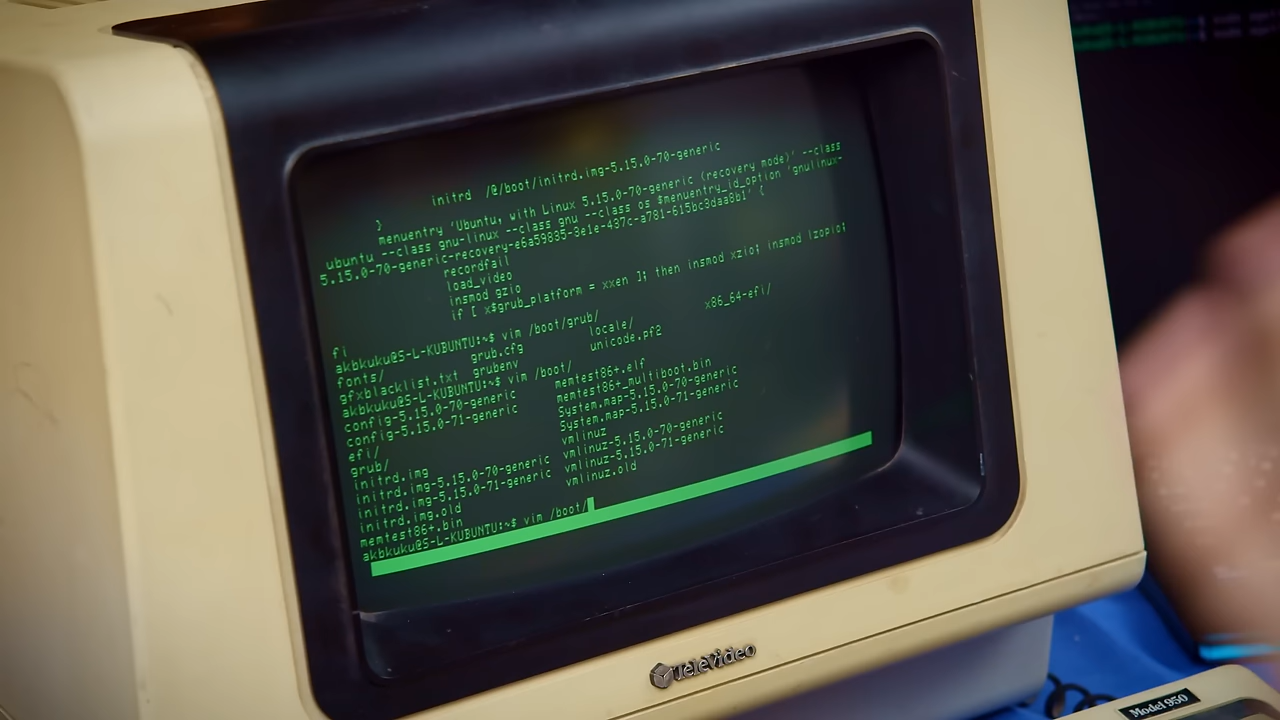 initrd /@/boot/initrd.img-5.15.0-70-generic
}
menuentry 'Ubuntu, with Linux 5.15.0-70-generic (recovery mode)' --class
ubuntu --class gnu-linux --class gnu --class os $menuentry_id_option 'gnulinux-
5.15.0-70-generic-recovery-e6a59835-3e1e-437c-a781-615bc3daa8b1' {
recordfail
load_video
insmod gzio
if [ x$grub_platform = xxen ]; then insmod xzio; insmod lzopio;
fi
akbkuku@S-L-KUBUNTU:~$ vim /boot/grub/
fonts/ grub.cfg locale/ x86_64-efi/
gfxblacklist.txt grubenv unicode.pf2
akbkuku@S-L-KUBUNTU:~$ vim /boot/
config-5.15.0-70-generic memtest86+.elf
config-5.15.0-71-generic memtest86+_multiboot.bin
efi/ System.map-5.15.0-70-generic
grub/ System.map-5.15.0-71-generic
initrd.img vmlinuz
initrd.img-5.15.0-70-generic vmlinuz-5.15.0-70-generic
initrd.img-5.15.0-71-generic vmlinuz-5.15.0-71-generic
initrd.img.old vmlinuz.old
memtest86+.bin
akbkuku@S-L-KUBUNTU:~$ vim /boot/
TeleVideo
Model 950